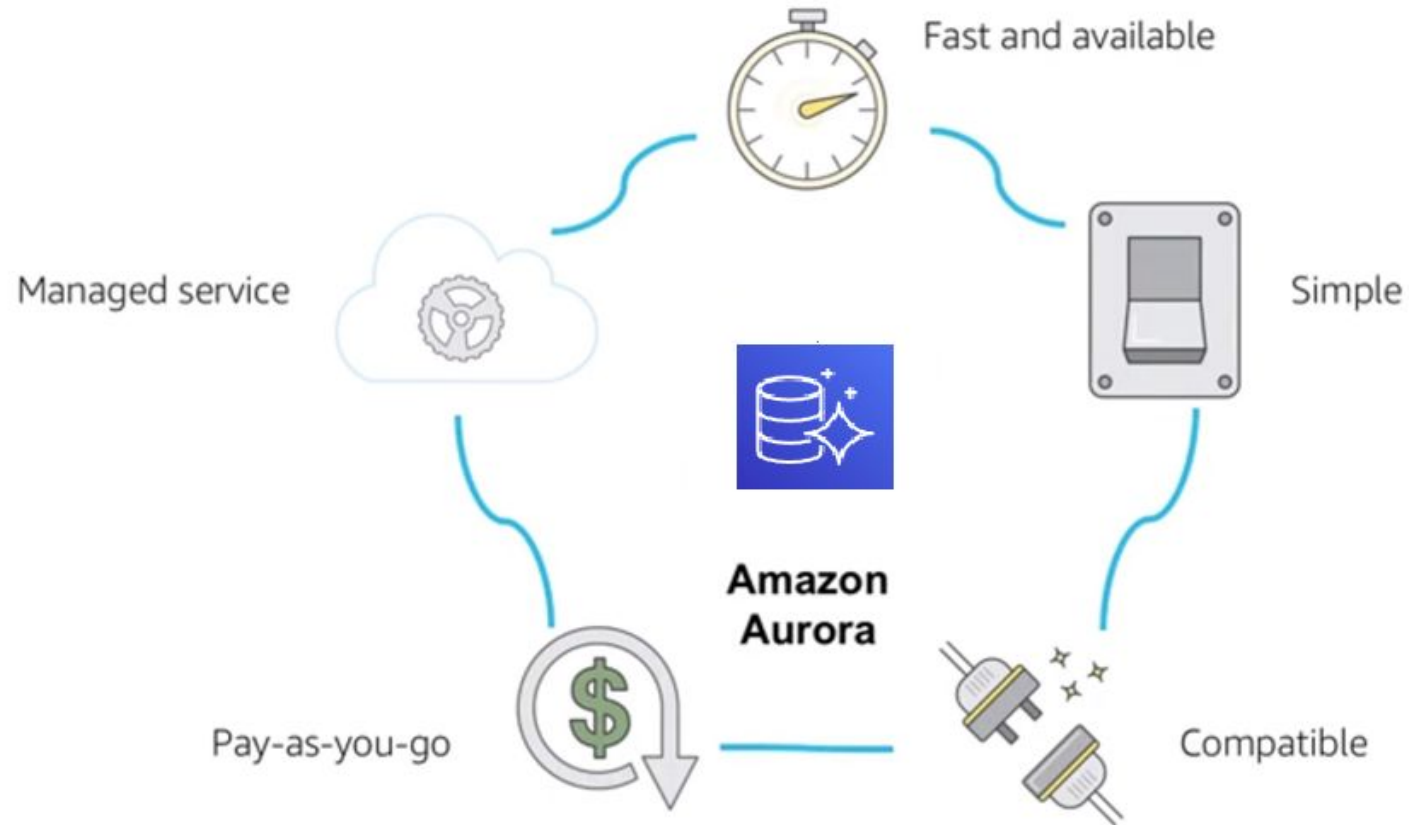 Fast and available
Managed service
Simple
Amazon
Aurora
Pay-as-you-go
Compatible